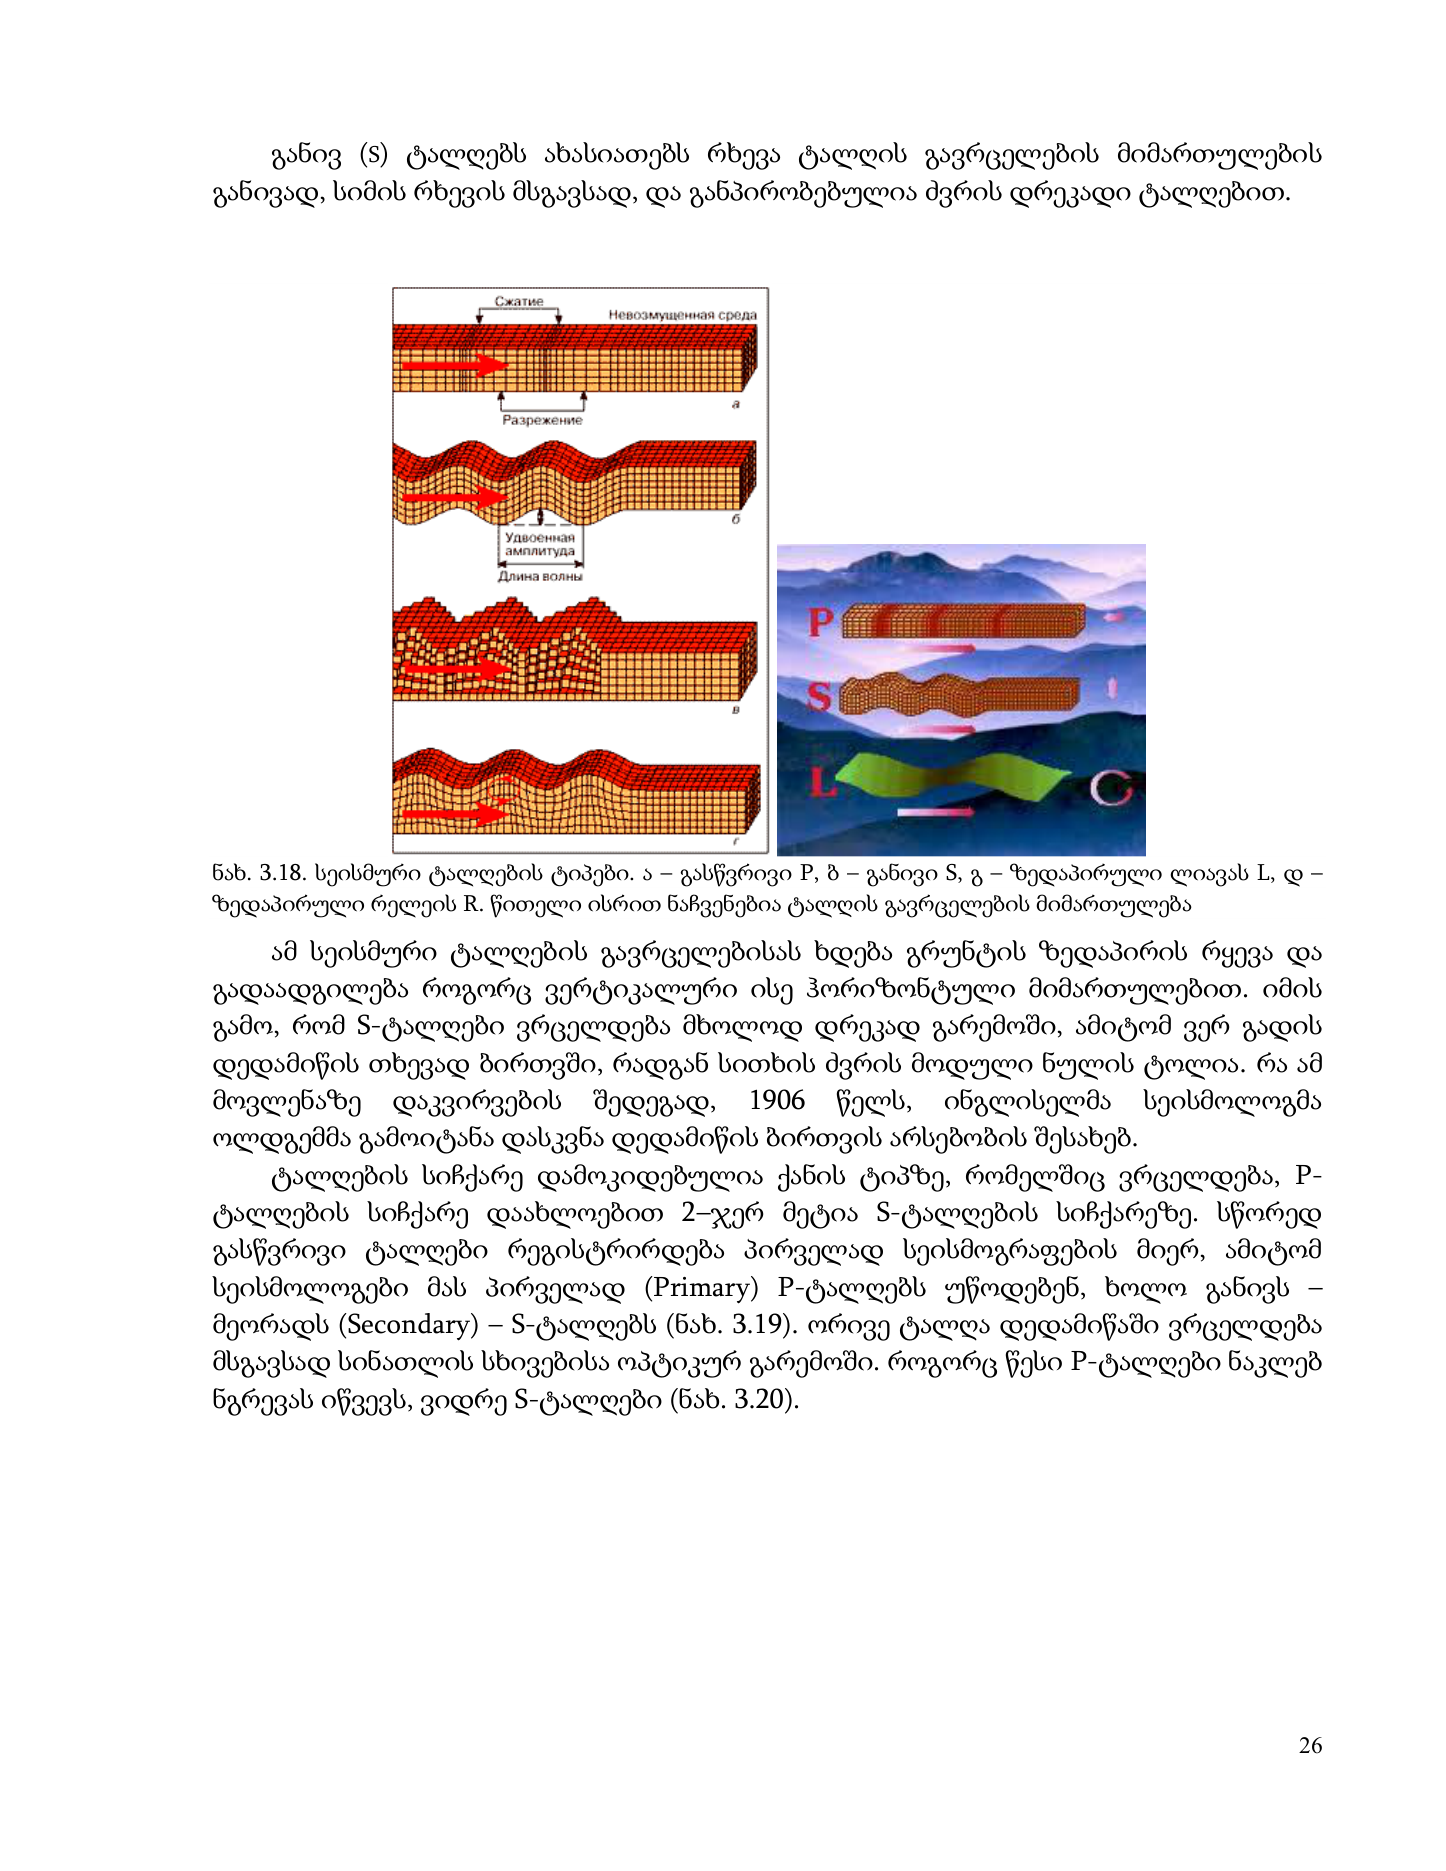 განივ (S) ტალღებს ახასიათებს რხევა ტალღის გავრცელების მიმართულების
განივად, სიმის რხევის მსგავსად, და განპირობებულია ძვრის დრეკადი ტალღებით.
Сжатие
Невозмущенная среда
а
Разрежение
б
Удвоенная
амплитуда
Длина волны
в
г
P
S
L
ნახ. 3.18. სეისმური ტალღების ტიპები. ა – გასწვრივი P, ბ – განივი S, გ – ზედაპირული ლიავას L, დ –
ზედაპირული რელეის R. წითელი ისრით ნაჩვენებია ტალღის გავრცელების მიმართულება
ამ სეისმური ტალღების გავრცელებისას ხდება გრუნტის ზედაპირის რყევა და
გადაადგილება როგორც ვერტიკალური ისე ჰორიზონტული მიმართულებით. იმის
გამო, რომ S-ტალღები ვრცელდება მხოლოდ დრეკად გარემოში, ამიტომ ვერ გადის
დედამიწის თხევად ბირთვში, რადგან სითხის ძვრის მოდული ნულის ტოლია. რა ამ
მოვლენაზე დაკვირვების შედეგად, 1906 წელს, ინგლისელმა სეისმოლოგმა
ოლდგემმა გამოიტანა დასკვნა დედამიწის ბირთვის არსებობის შესახებ.
ტალღების სიჩქარე დამოკიდებულია ქანის ტიპზე, რომელშიც ვრცელდება, P-
ტალღების სიჩქარე დაახლოებით 2–ჯერ მეტია S-ტალღების სიჩქარეზე. სწორედ
გასწვრივი ტალღები რეგისტრირდება პირველად სეისმოგრაფების მიერ, ამიტომ
სეისმოლოგები მას პირველად (Primary) P-ტალღებს უწოდებენ, ხოლო განივს –
მეორადს (Secondary) – S-ტალღებს (ნახ. 3.19). ორივე ტალღა დედამიწაში ვრცელდება
მსგავსად სინათლის სხივებისა ოპტიკურ გარემოში. როგორც წესი P-ტალღები ნაკლებ
ნგრევას იწვევს, ვიდრე S-ტალღები (ნახ. 3.20).
26